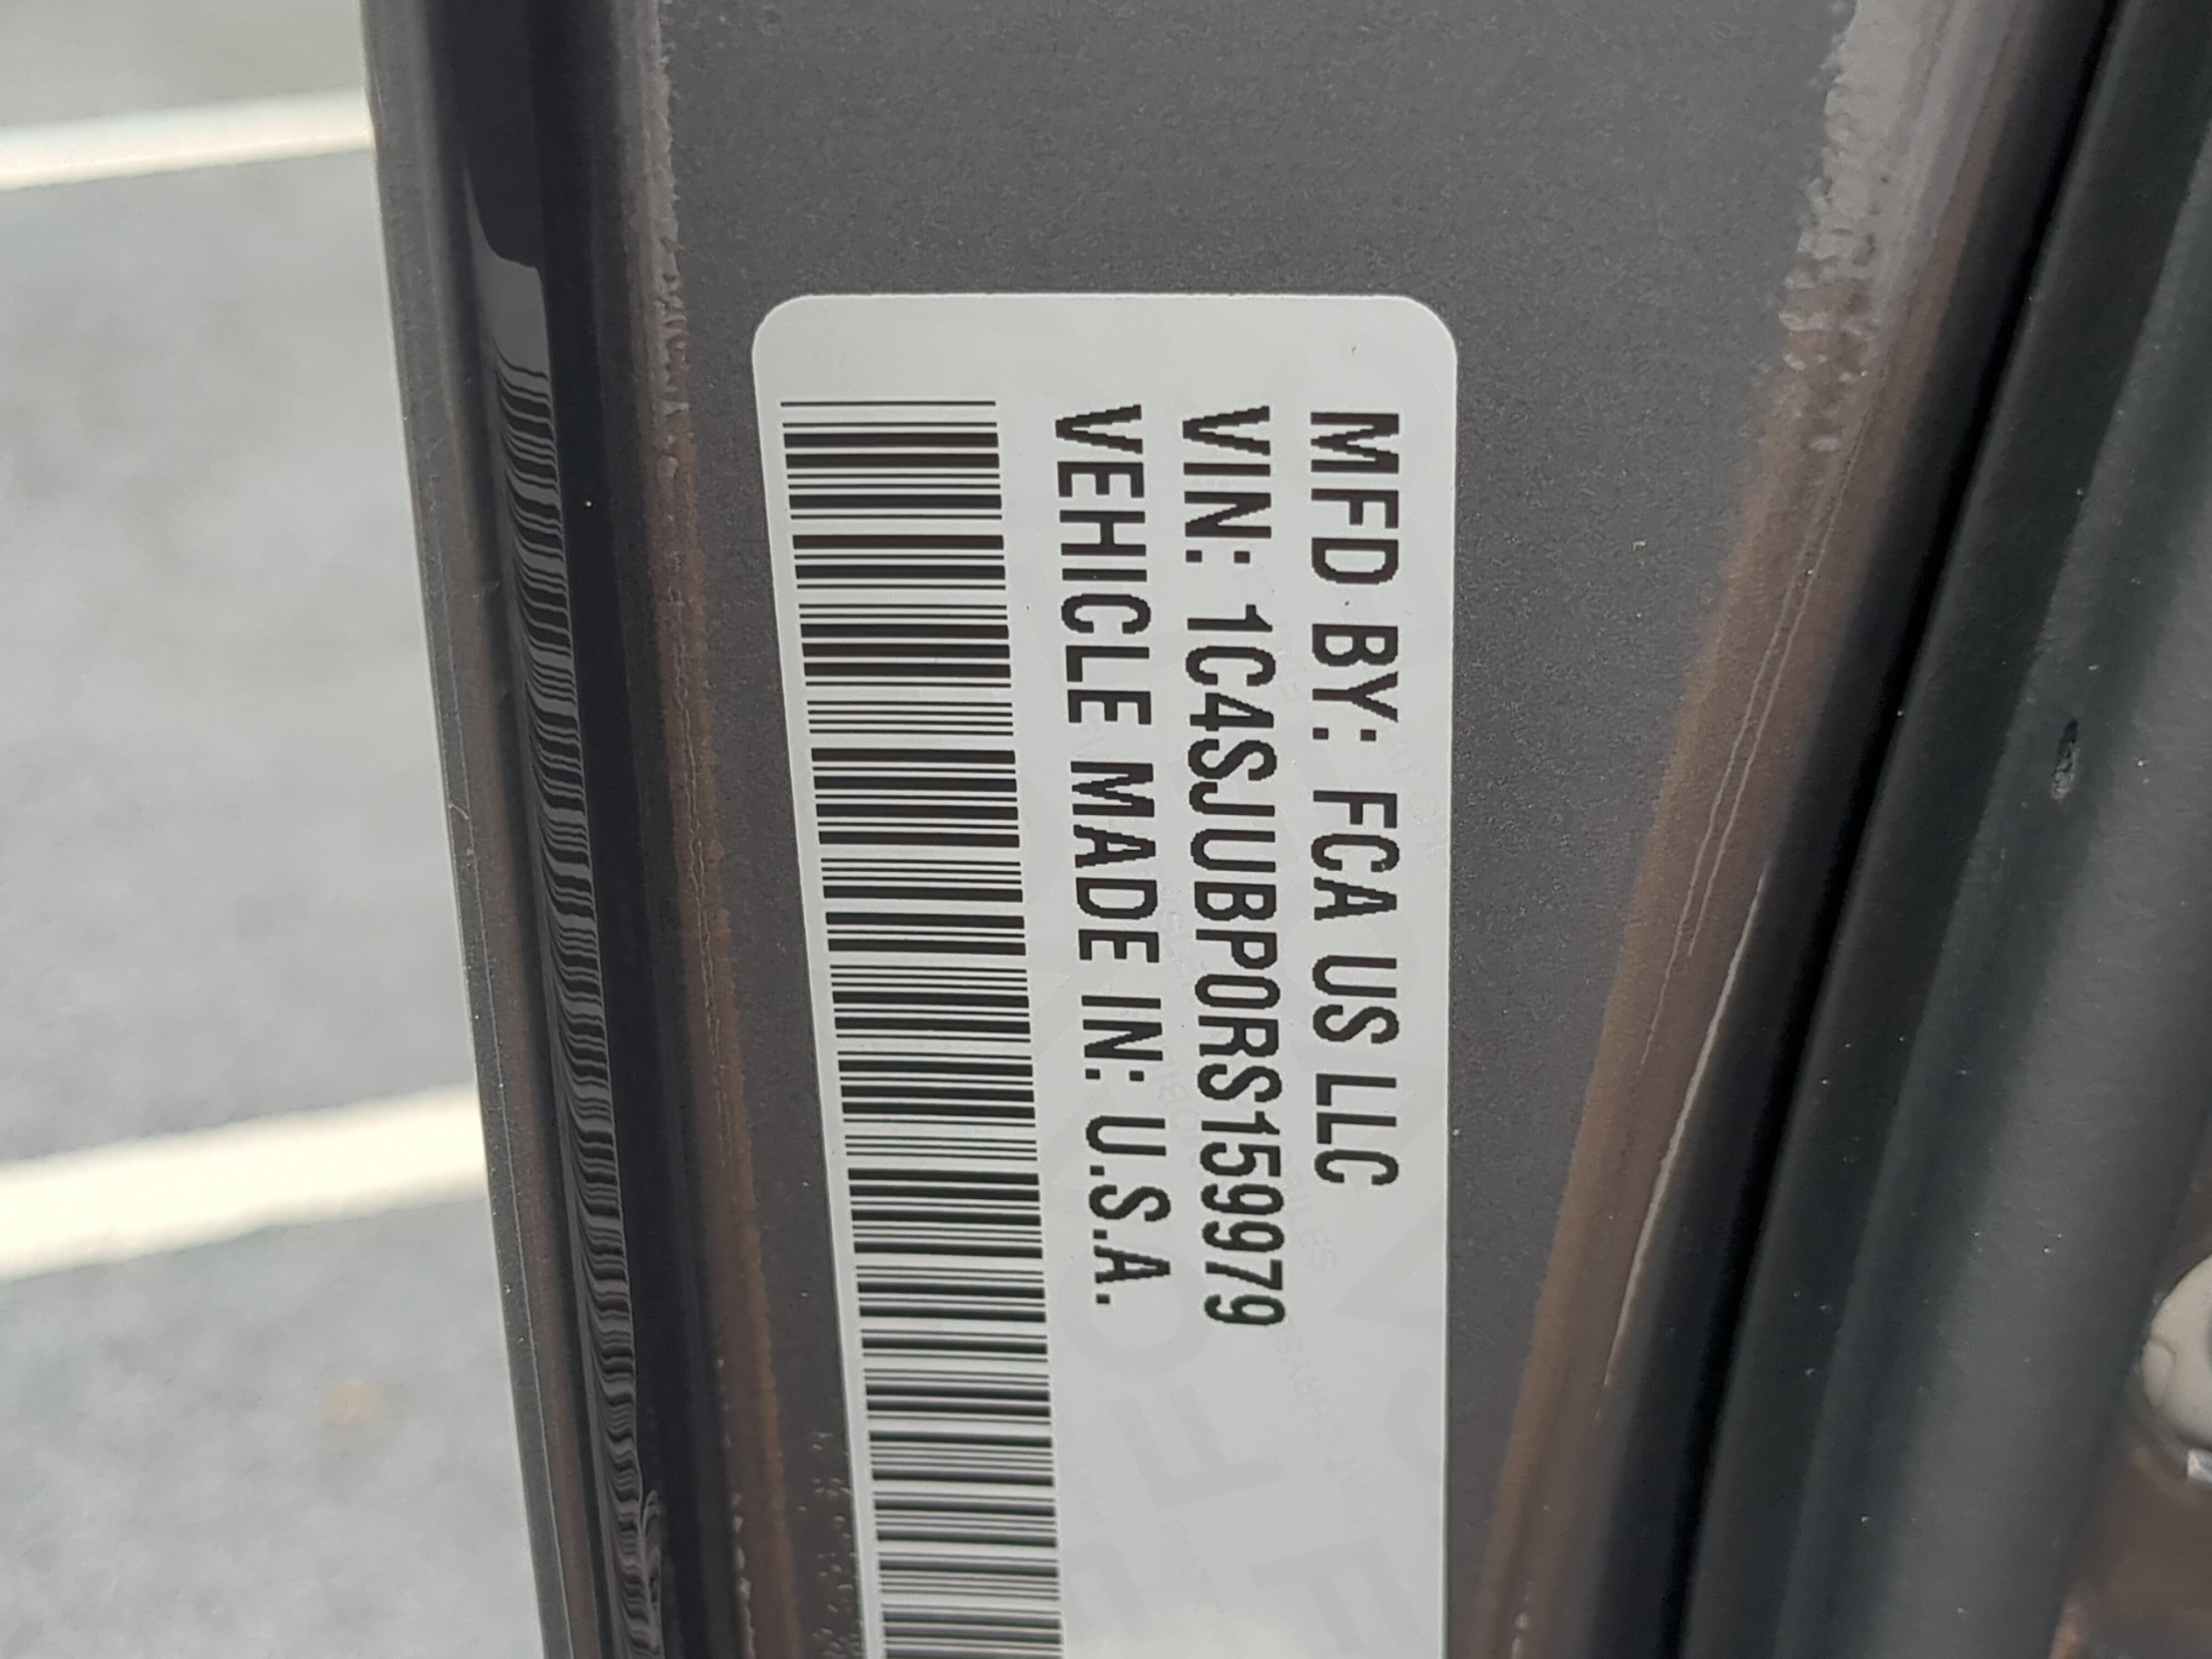 MFD BY: FCA US LLC
VIN: 1C4SJUBP0RS159979
VEHICLE MADE IN: U.S.A.